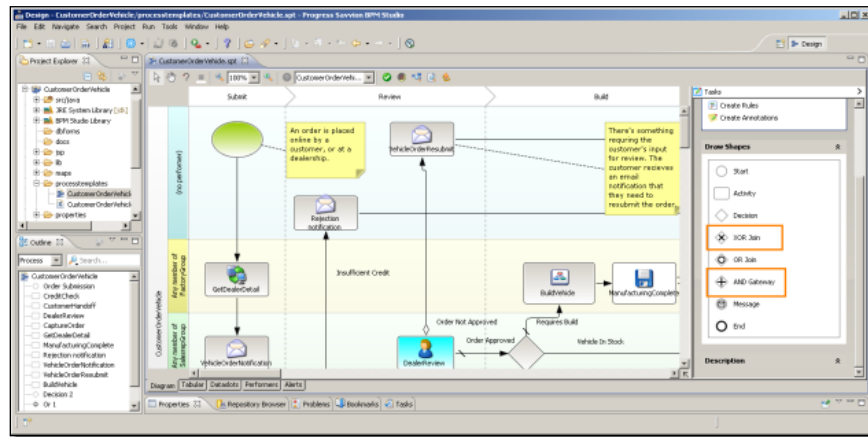 Design - CustomerOrderVehicle/processtemplates/CustomerOrderVehicle.spt - Progress Savvion BPM Studio
File Edit Navigate Search Project Run Tools Window Help
Design
Project Explorer
CustomerOrderVehicle.spt
100%
CustomerOrderVehi...
CustomerOrderVehicle
src/java
JRE System Library
BPM Studio Library
dbforms
docs
jsp
lib
maps
processtemplates
CustomerOrderVehicl
CustomerOrderVehicl
properties
Outline
Process
Search...
CustomerOrderVehicle
Order Submission
CreditCheck
CustomerHandoff
DealerReview
CaptureOrder
GetDealerDetail
ManufacturingComplete
Rejection notification
VehicleOrderNotification
VehicleOrderResubmit
BuildVehicle
Decision 2
Or 1
Submit
Review
Build
(no performer)
An order is placed
online by a
customer, or at a
dealership.
VehicleOrderResubmit
There's something
requring the
customer's input
for review. The
customer recieves
an email
notification that
they need to
resubmit the order.
Rejection
notification
CustomerOrderVehicle
Any member of
FactoryGroup
GetDealerDetail
Insufficient Credit
BuildVehicle
ManufacturingComplete
Any member of
SalesrepGroup
VehicleOrderNotification
Order Not Approved
Requires Build
Order Approved
Vehicle In Stock
DealerReview
Diagram Tabular Dataslots Performers Alerts
Tasks
Create Rules
Create Annotations
Draw Shapes
Start
Activity
Decision
XOR Join
OR Join
AND Gateway
Message
End
Description
Properties Repository Browser Problems Bookmarks Tasks